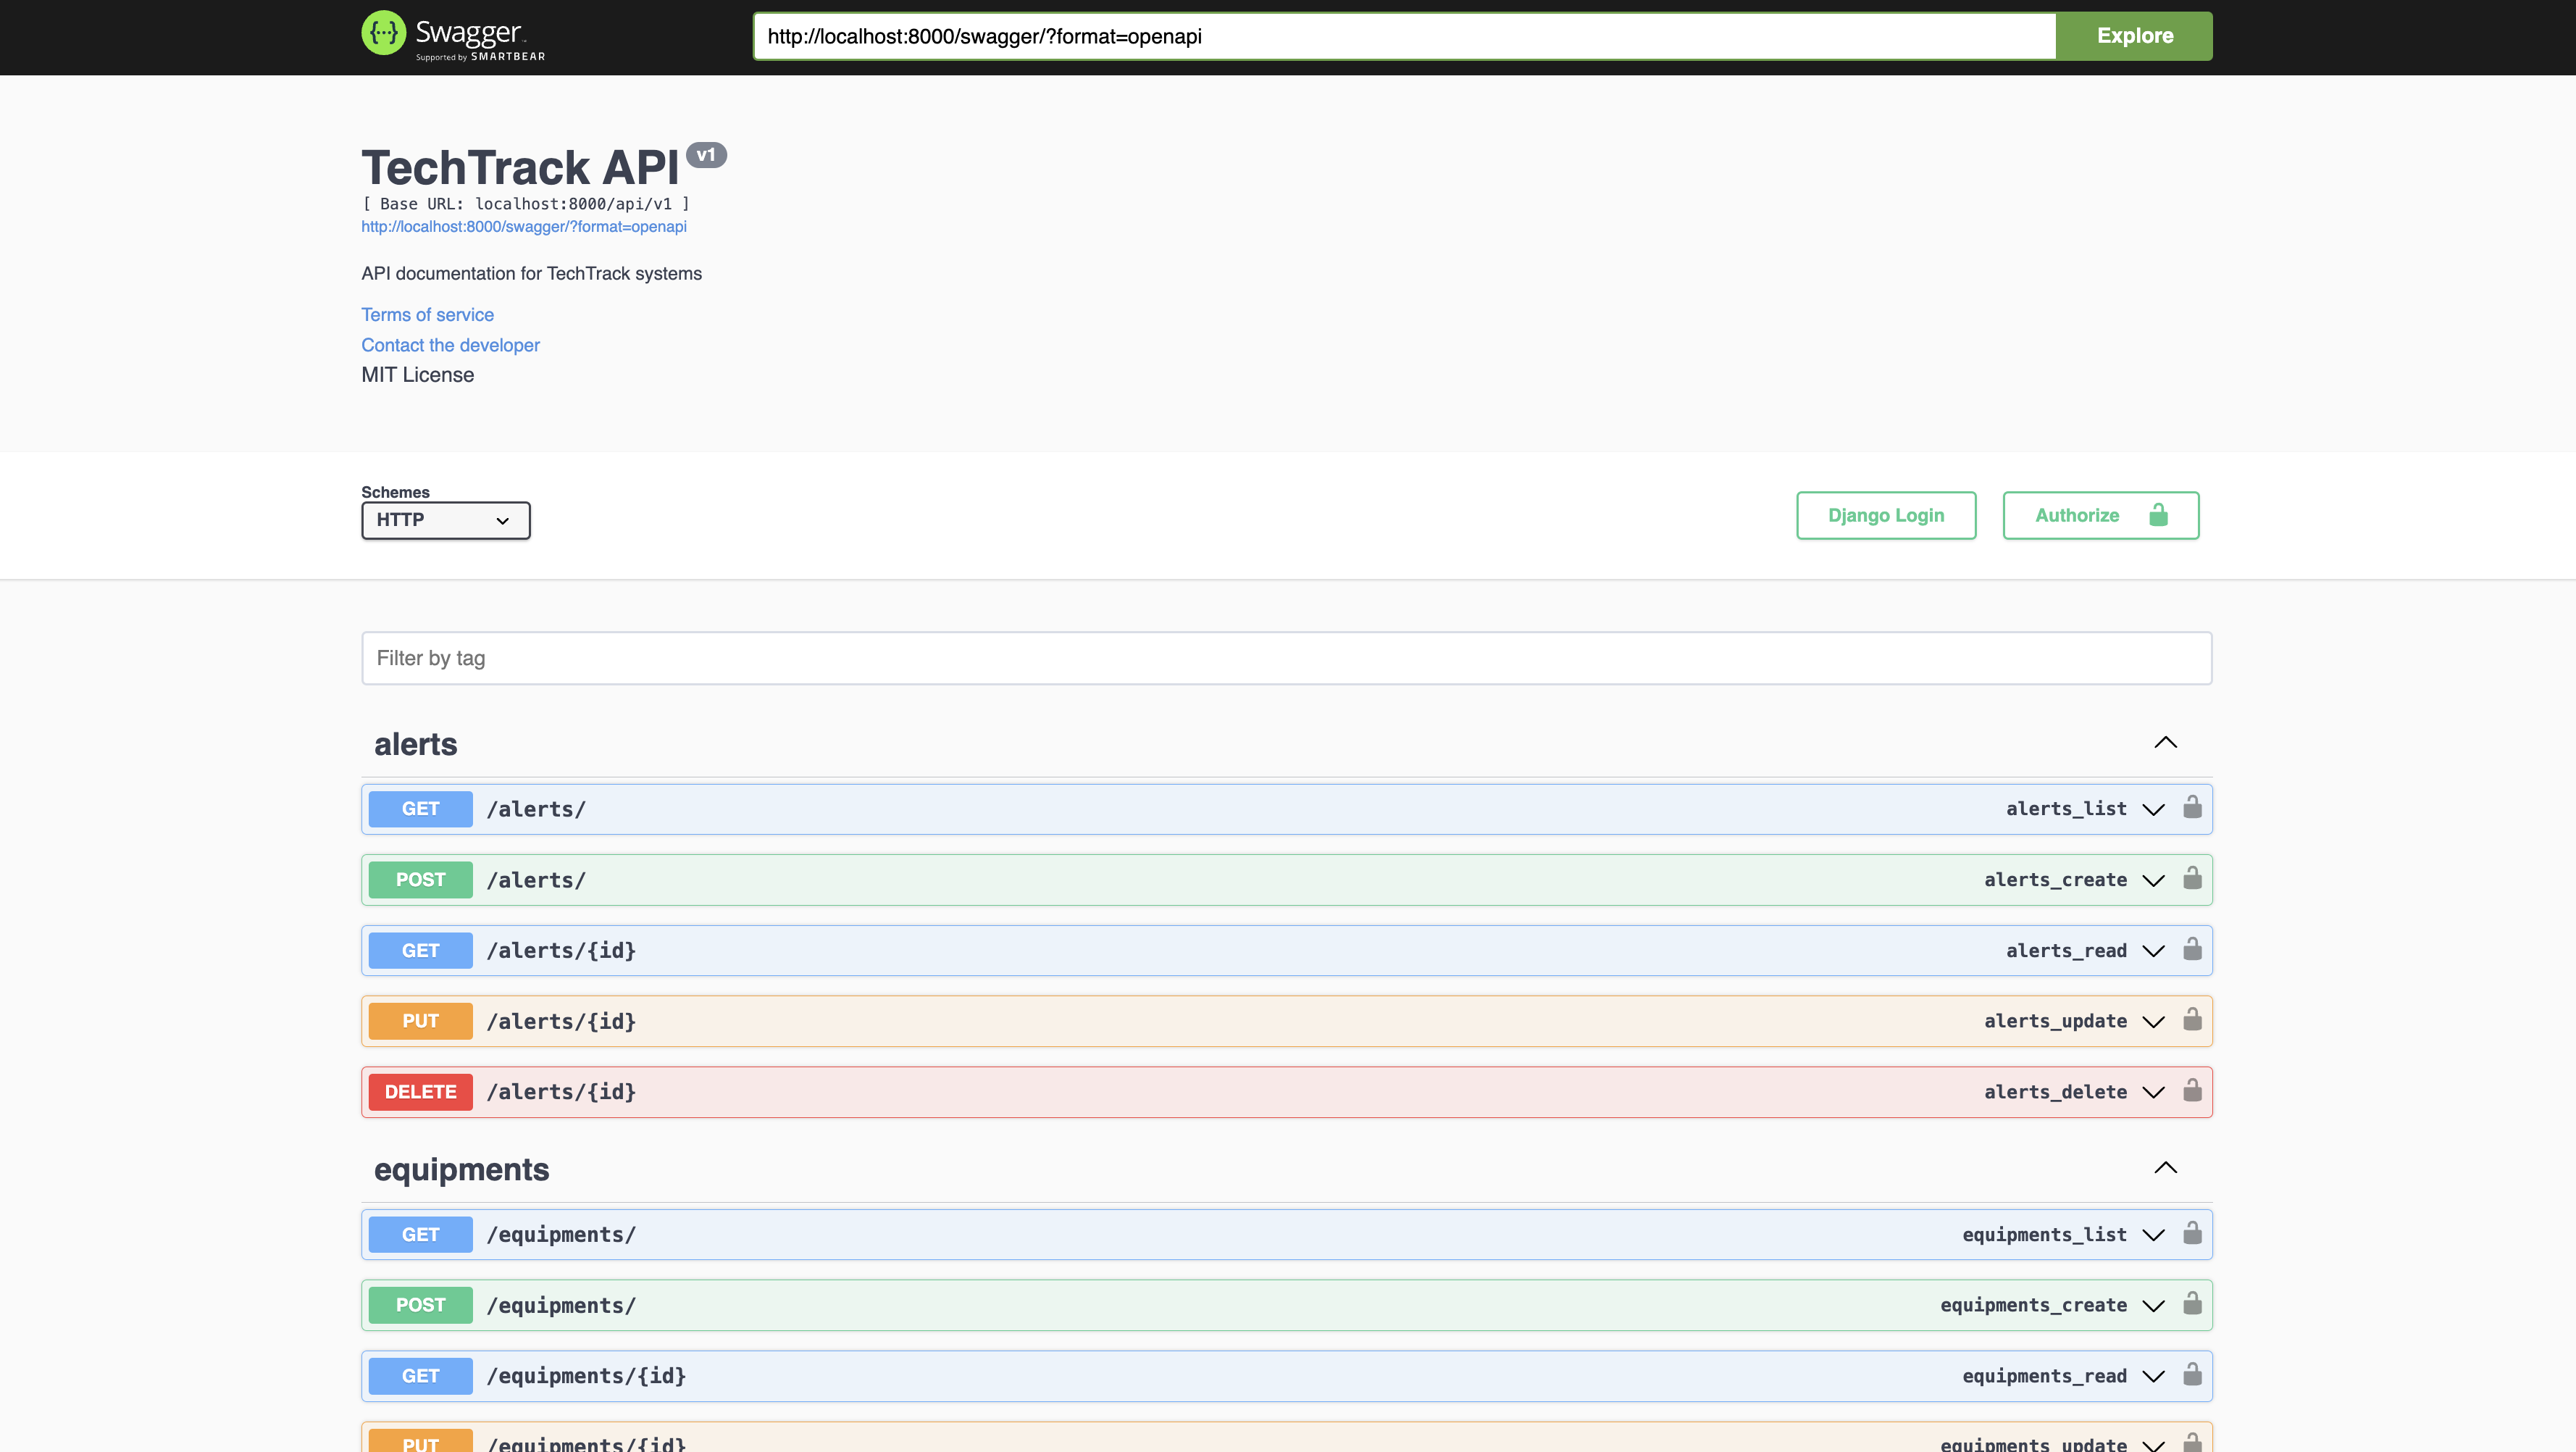 Swagger
Supported by SMARTBEAR
http://localhost:8000/swagger/?format=openapi
Explore
TechTrack API v1
[ Base URL: localhost:8000/api/v1 ]
http://localhost:8000/swagger/?format=openapi
API documentation for TechTrack systems
Terms of service
Contact the developer
MIT License
Schemes
HTTP
Django Login
Authorize
Filter by tag
alerts
GET /alerts/ alerts_list
POST /alerts/ alerts_create
GET /alerts/{id} alerts_read
PUT /alerts/{id} alerts_update
DELETE /alerts/{id} alerts_delete
equipments
GET /equipments/ equipments_list
POST /equipments/ equipments_create
GET /equipments/{id} equipments_read
PUT /equipments/{id} equipments_update